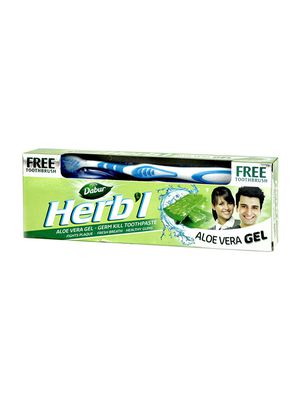 FREE
TOOTHBRUSH
FREE
TOOTHBRUSH
Dabur
Herb'l
ALOE VERA GEL - GERM KILL TOOTHPASTE
FIGHTS PLAQUE - FRESH BREATH - HEALTHY GUMS
ALOE VERA GEL